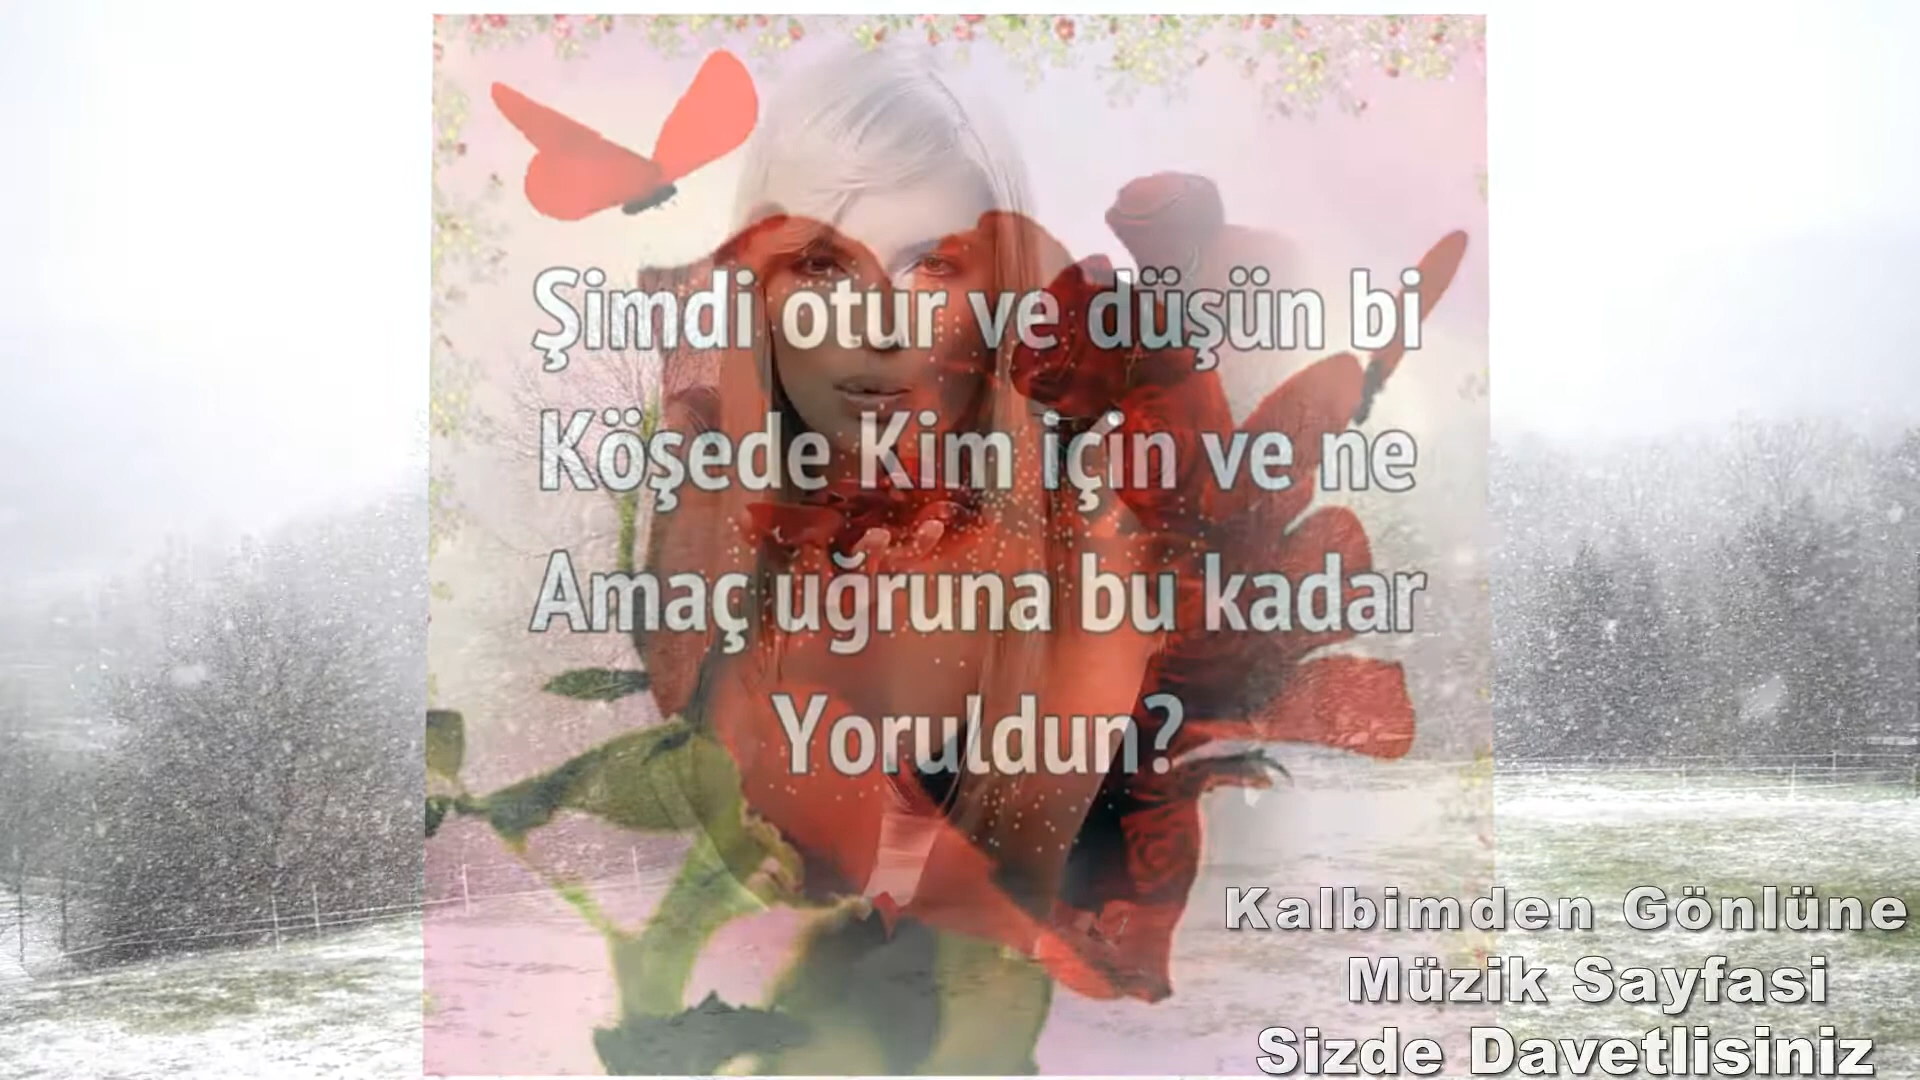 Şimdi otur ve düşün bi
Köşede Kim için ve ne
Amaç uğruna bu kadar
Yoruldun?
Kalbimden Gönlüne
Müzik Sayfasi
Sizde Davetlisiniz